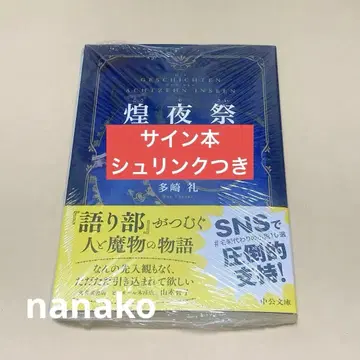 GESCHICHTEN
ACHTZEHN INSELN
煌夜祭
サイン本
シュリンクつき
多崎 礼
『語り部』がつむぐ
人と魔物の物語
なんの先入観もなく、
ただただ引き込まれて欲しい
SNSで
圧倒的
支持!
中公文庫
nanako